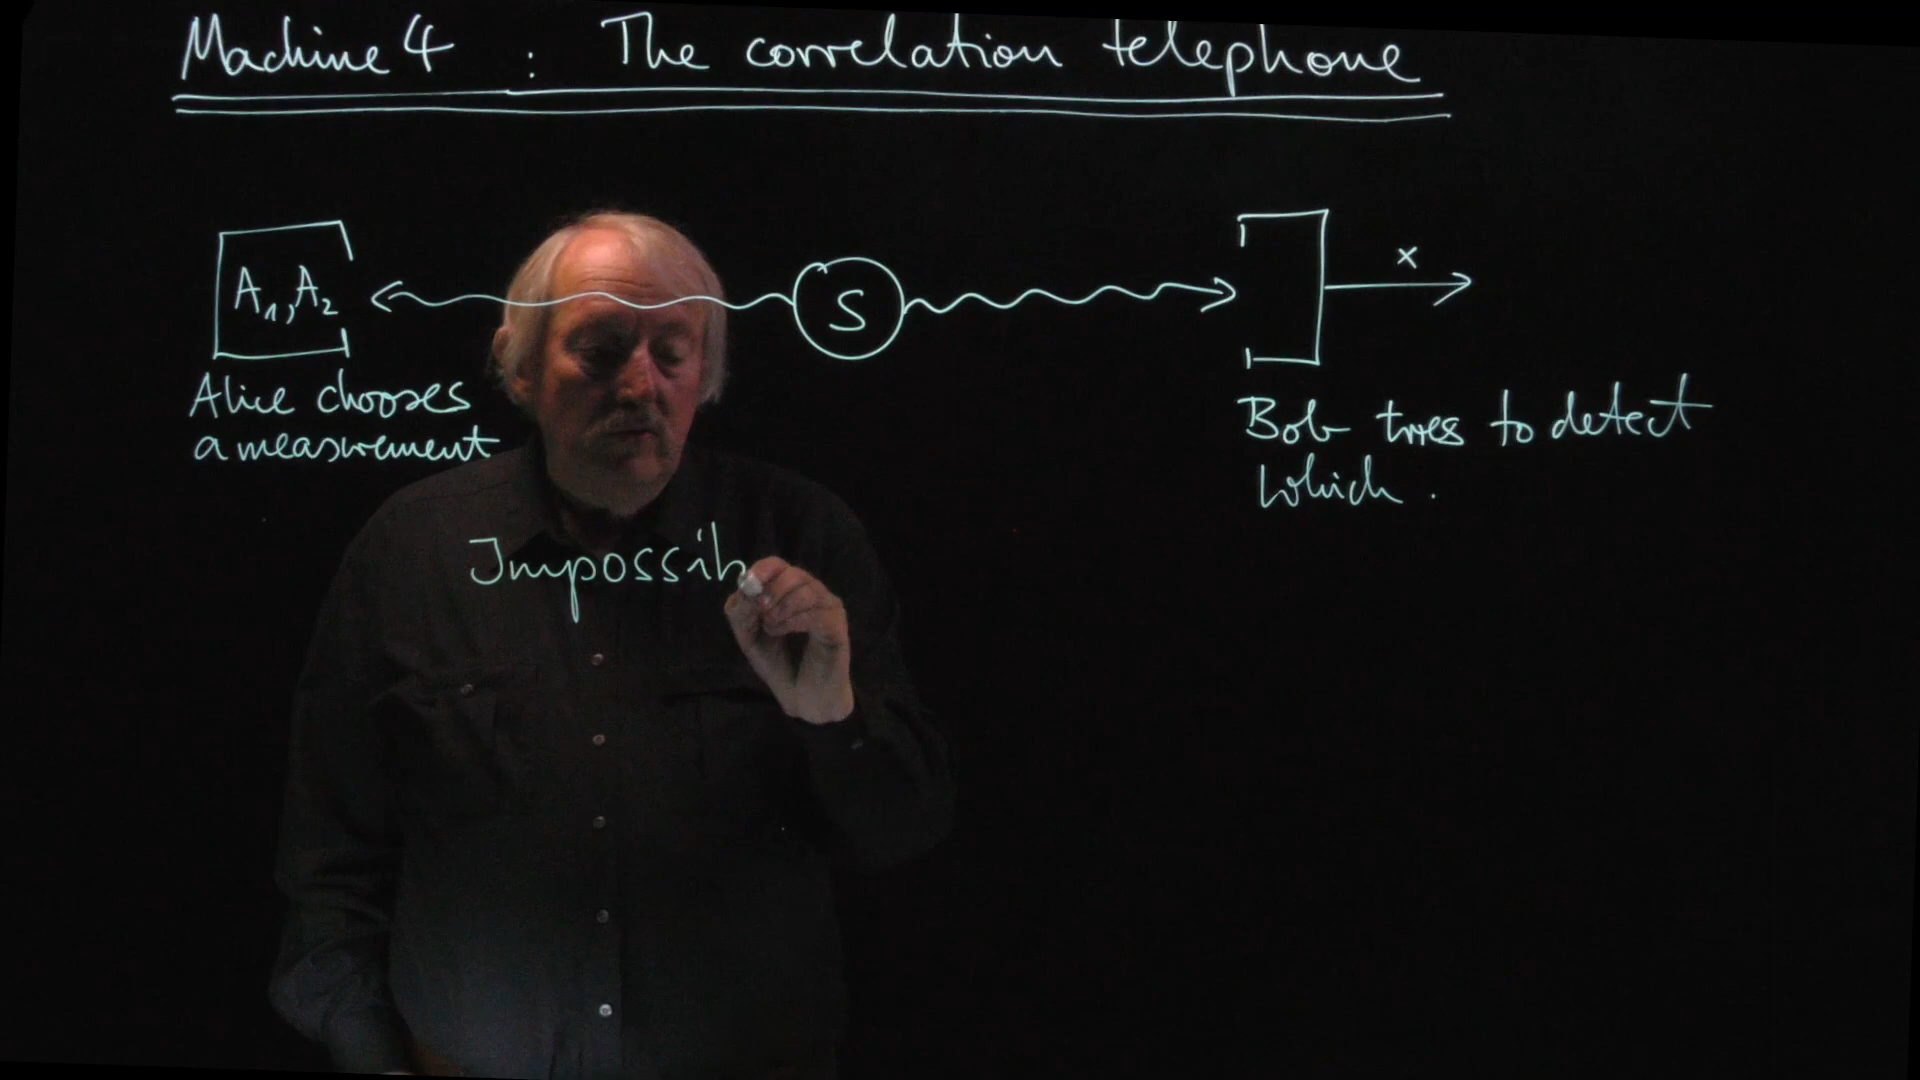 Machine 4 : The correlation telephone
A₁, A₂
S
x
Alice chooses
a measurement
Bob tries to detect
which.
Impossib